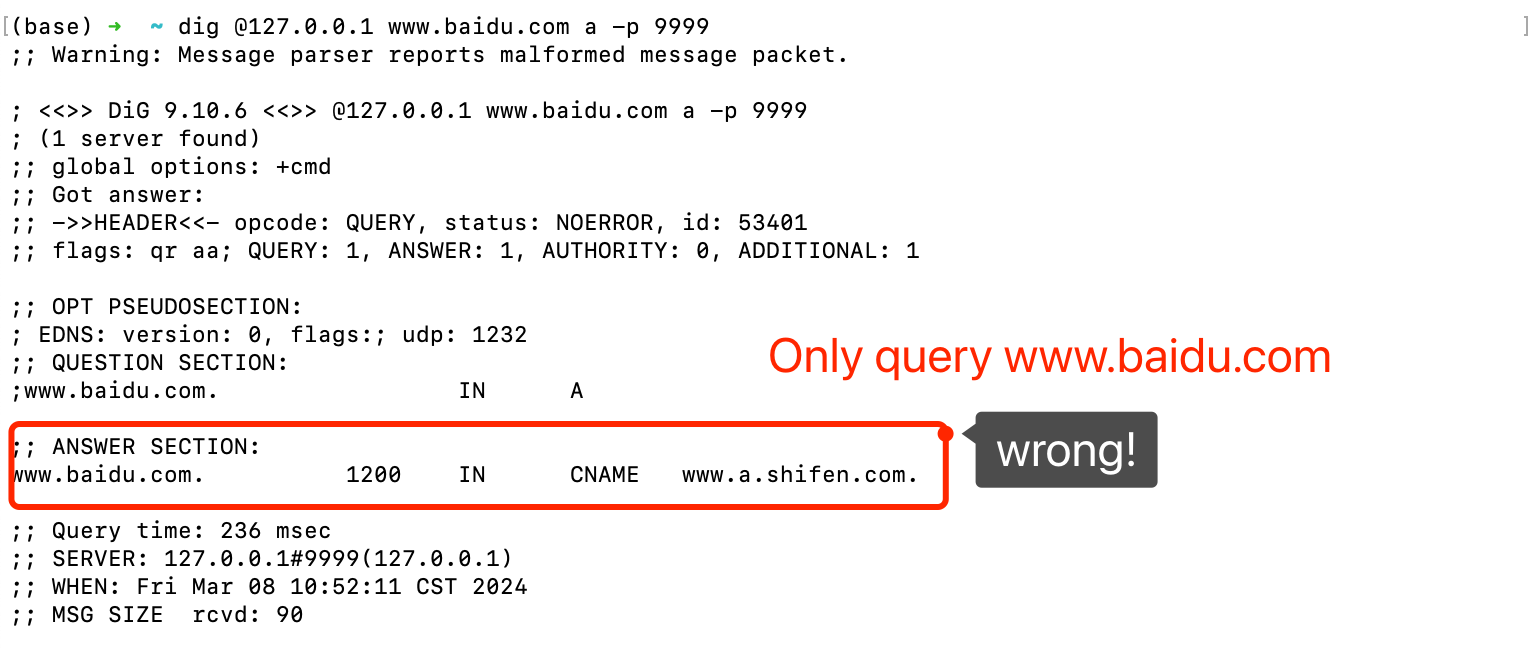 [(base) ➜  ~ dig @127.0.0.1 www.baidu.com a -p 9999 ]
;; Warning: Message parser reports malformed message packet.
; <<>> DiG 9.10.6 <<>> @127.0.0.1 www.baidu.com a -p 9999
; (1 server found)
;; global options: +cmd
;; Got answer:
;; ->>HEADER<<- opcode: QUERY, status: NOERROR, id: 53401
;; flags: qr aa; QUERY: 1, ANSWER: 1, AUTHORITY: 0, ADDITIONAL: 1
;; OPT PSEUDOSECTION:
; EDNS: version: 0, flags:; udp: 1232
;; QUESTION SECTION:
Only query www.baidu.com
;www.baidu.com. IN A
;; ANSWER SECTION:
wrong!
www.baidu.com. 1200 IN CNAME www.a.shifen.com.
;; Query time: 236 msec
;; SERVER: 127.0.0.1#9999(127.0.0.1)
;; WHEN: Fri Mar 08 10:52:11 CST 2024
;; MSG SIZE  rcvd: 90